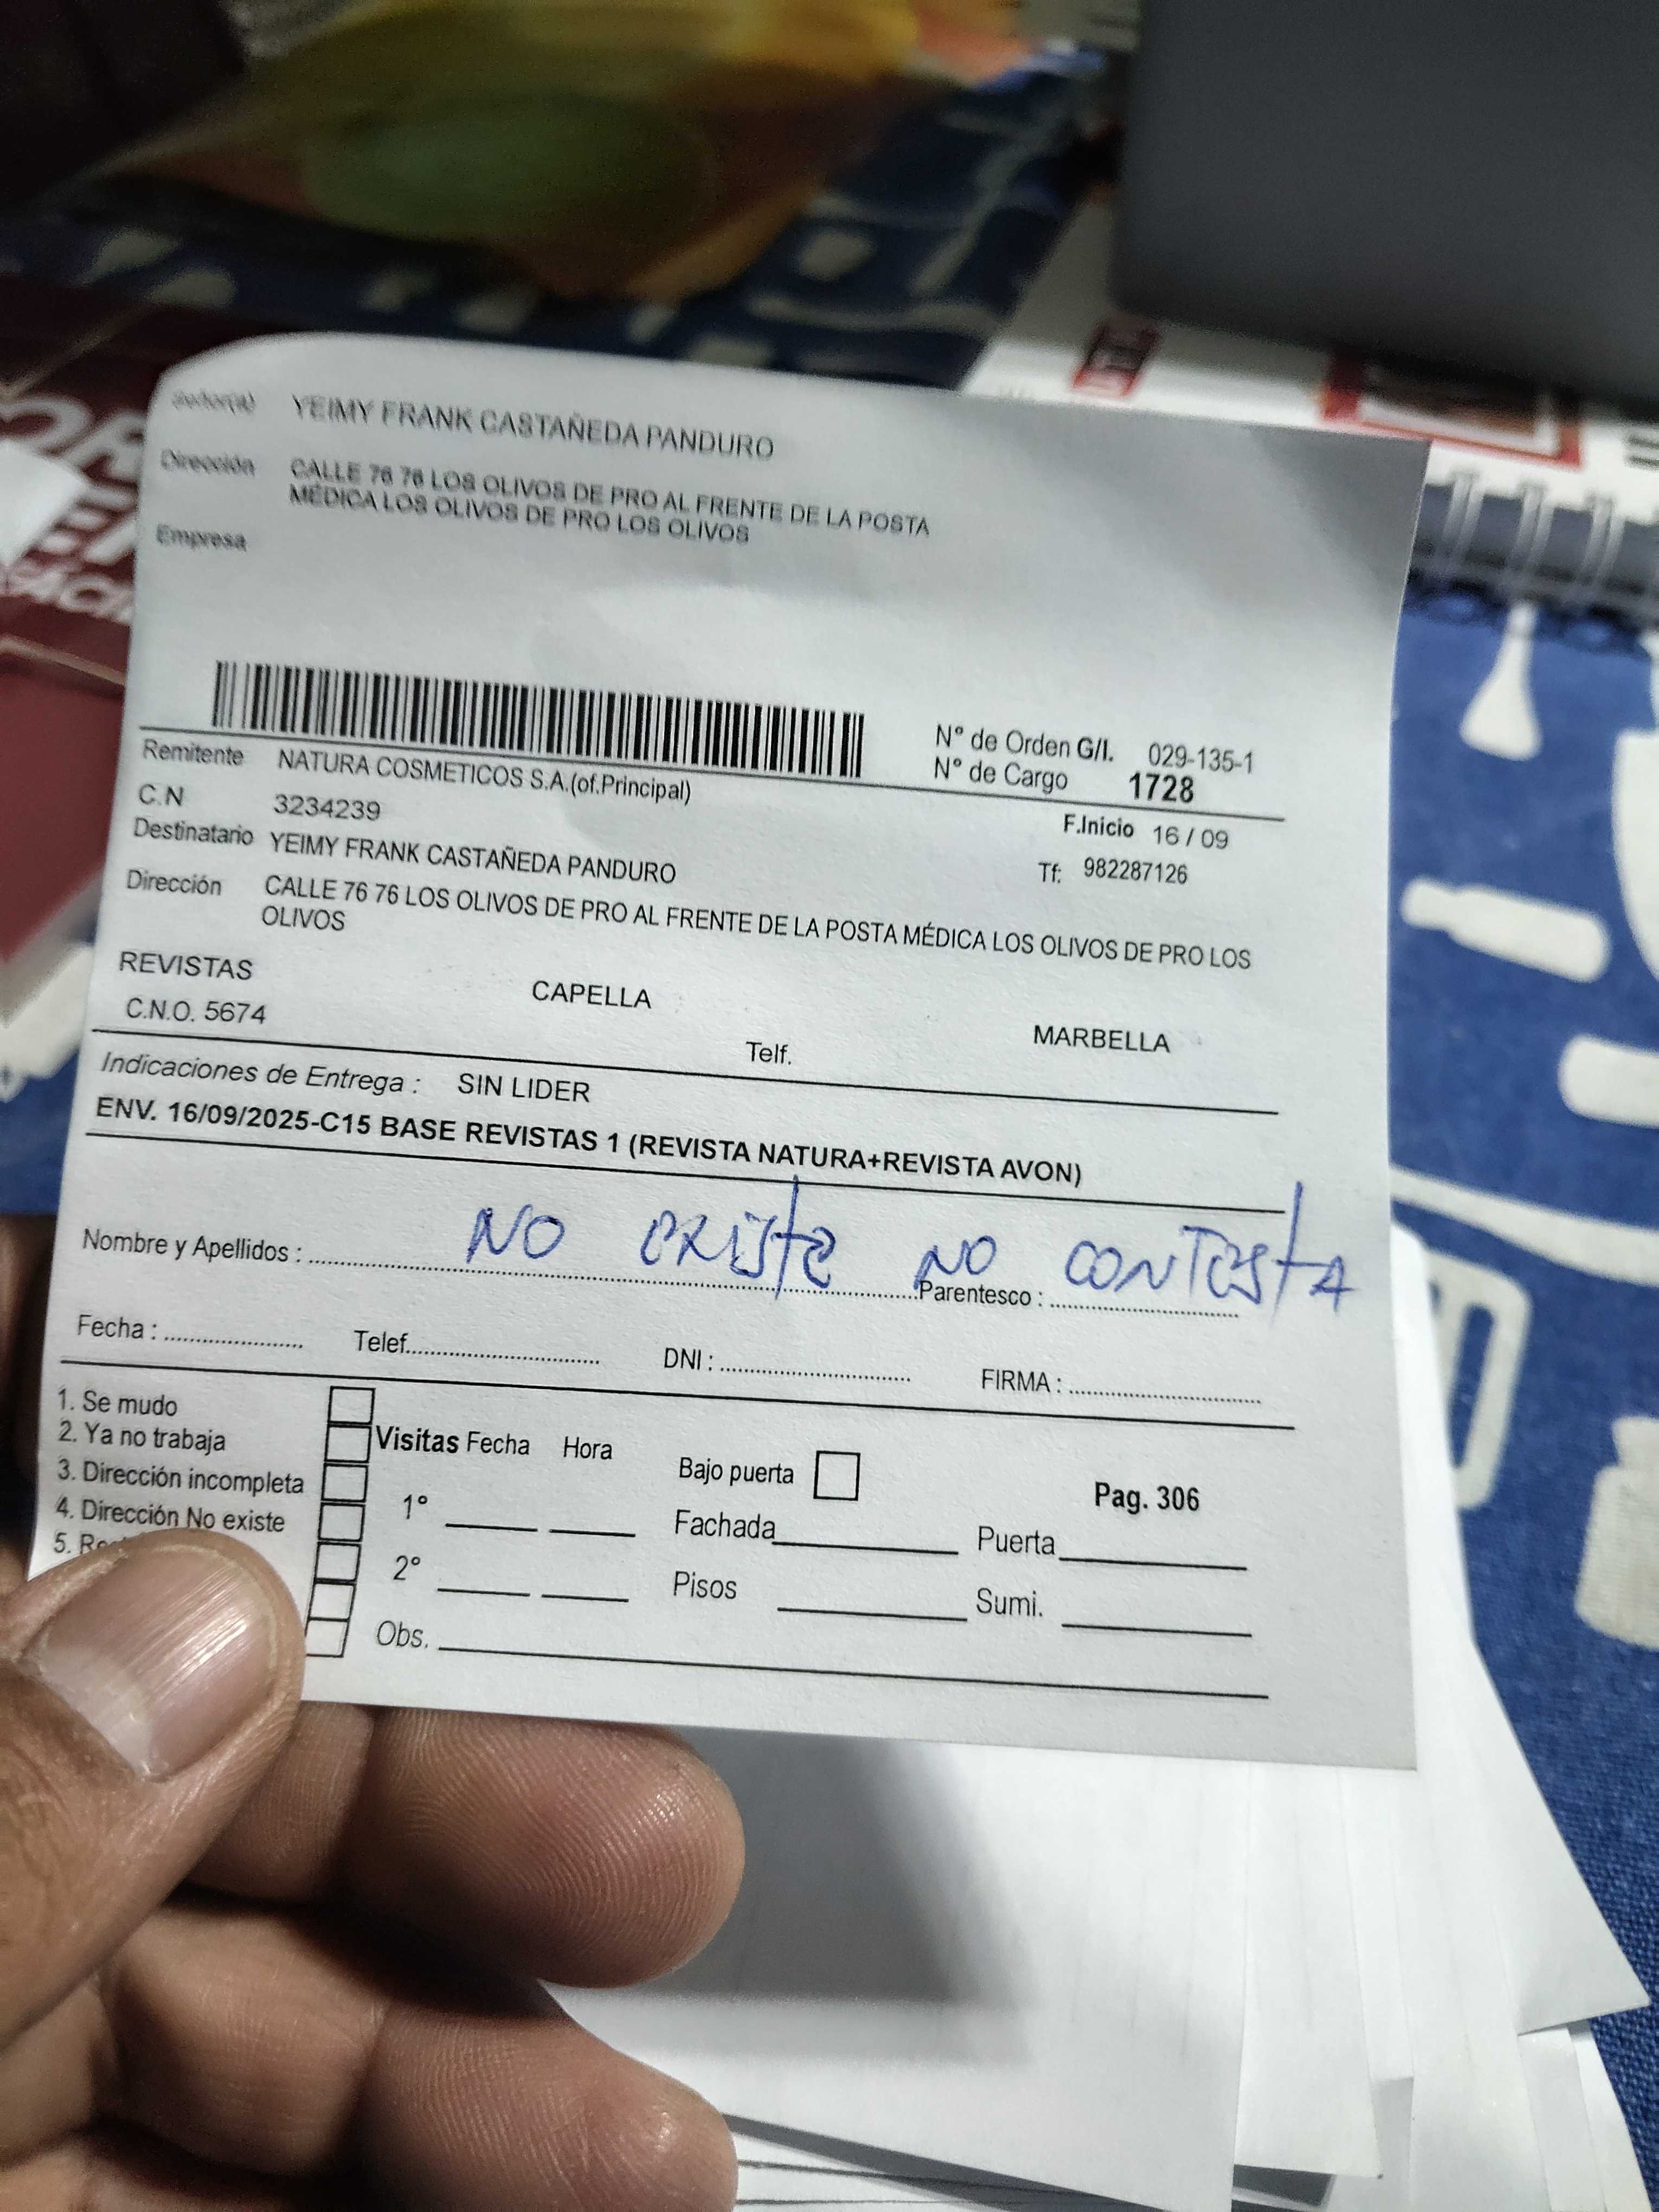 Señor(a) YEIMY FRANK CASTAÑEDA PANDURO
Dirección CALLE 76 76 LOS OLIVOS DE PRO AL FRENTE DE LA POSTA
MÉDICA LOS OLIVOS DE PRO LOS OLIVOS
Empresa
N° de Orden G/I. 029-135-1
N° de Cargo 1728
Remitente NATURA COSMETICOS S.A.(of.Principal)
F.Inicio 16 / 09
C.N 3234239
Tf: 982287126
Destinatario YEIMY FRANK CASTAÑEDA PANDURO
Dirección CALLE 76 76 LOS OLIVOS DE PRO AL FRENTE DE LA POSTA MÉDICA LOS OLIVOS DE PRO LOS
OLIVOS
REVISTAS CAPELLA MARBELLA
C.N.O. 5674 Telf.
Indicaciones de Entrega : SIN LIDER
ENV. 16/09/2025-C15 BASE REVISTAS 1 (REVISTA NATURA+REVISTA AVON)
NO existe NO CONTESTA
Nombre y Apellidos : Parentesco :
Fecha : Telef. DNI : FIRMA :
1. Se mudo
2. Ya no trabaja
3. Dirección incompleta
4. Dirección No existe
5.
Visitas Fecha Hora
1°
2°
Obs.
Bajo puerta
Fachada Puerta
Pisos Sumi.
Pag. 306